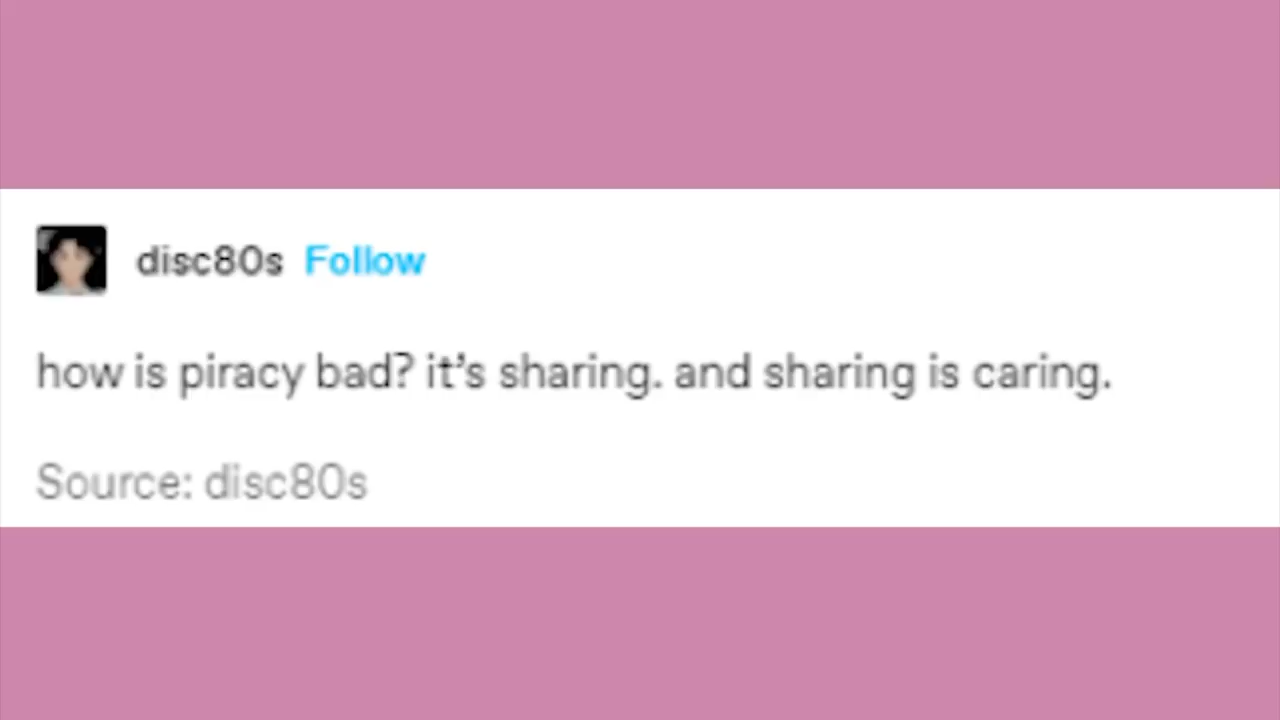 disc80s Follow
how is piracy bad? it's sharing. and sharing is caring.
Source: disc80s